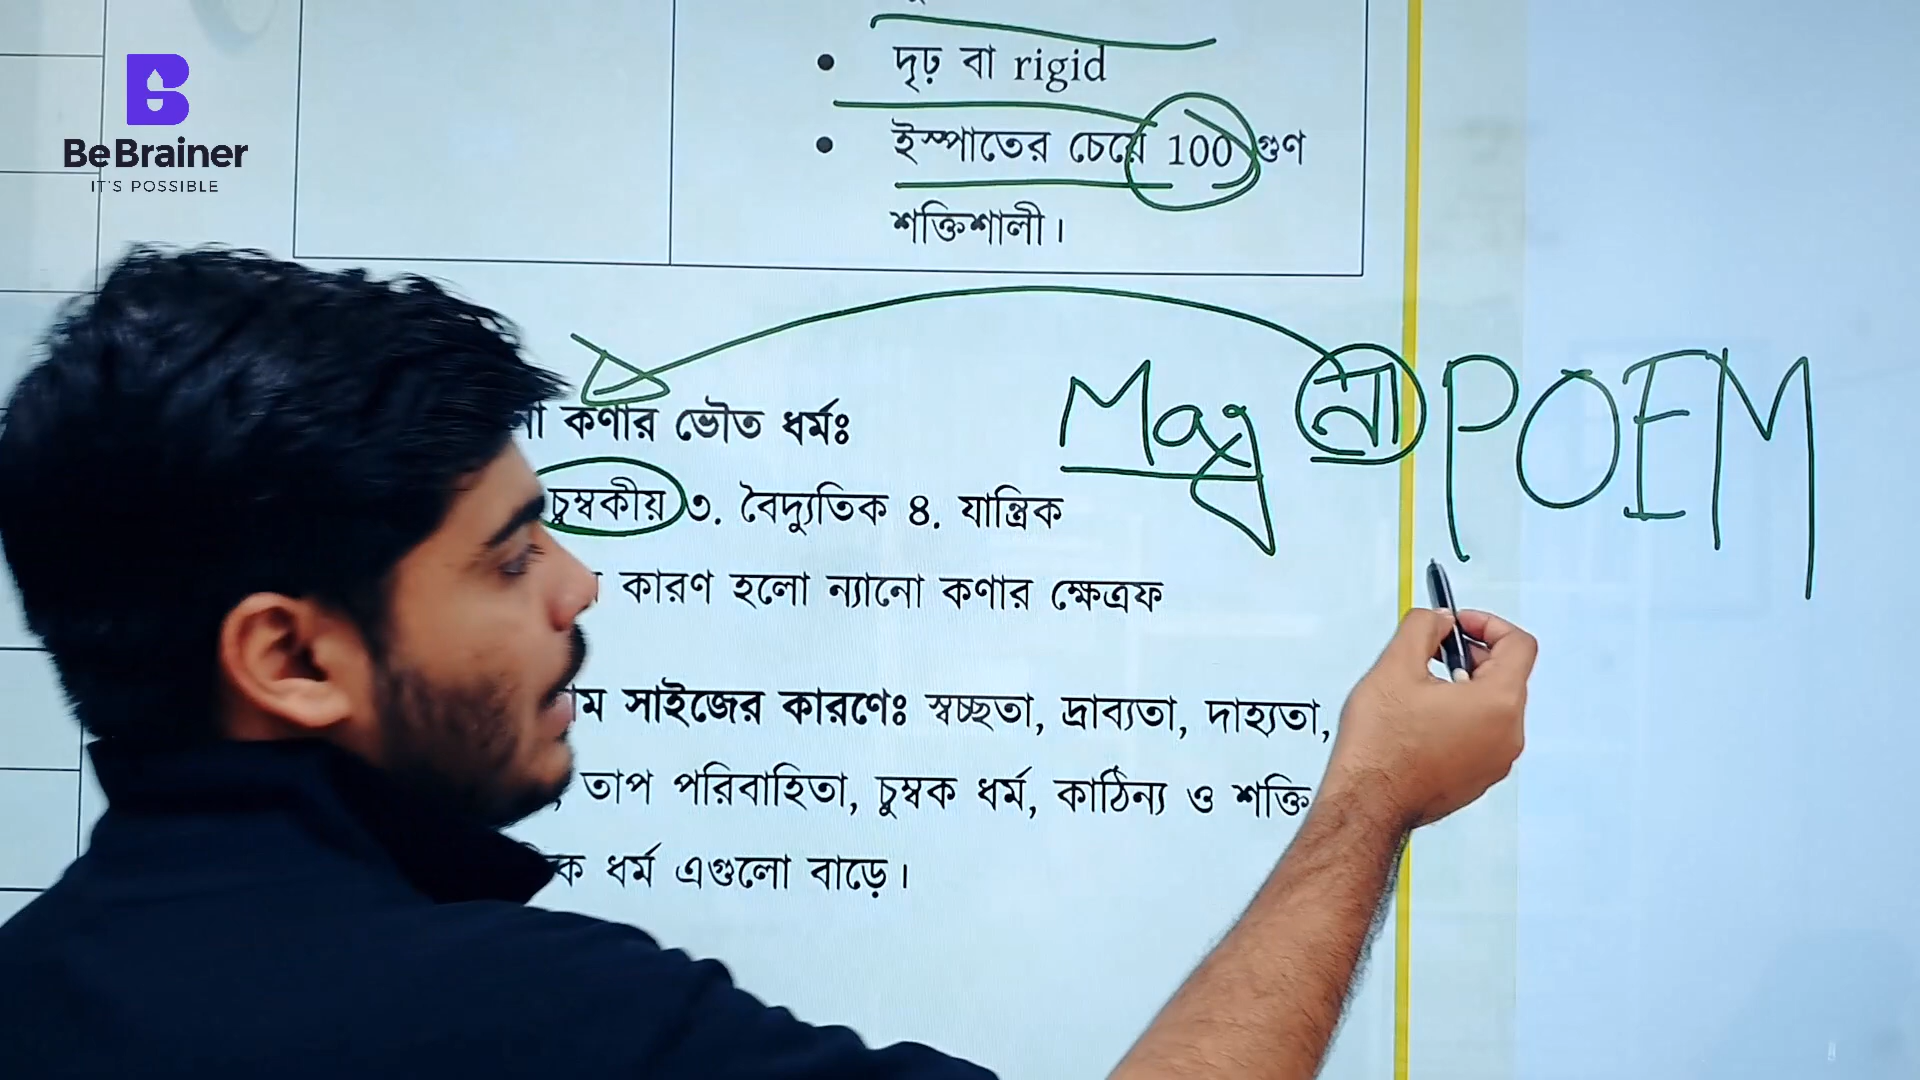 BeBrainer
IT'S POSSIBLE
• দৃঢ় বা rigid
• ইস্পাতের চেয়ে 100 গুণ
শক্তিশালী।
Mag না POEM
কণার ভৌত ধর্মঃ
চুম্বকীয় ৩. বৈদ্যুতিক ৪. যান্ত্রিক
কারণ হলো ন্যানো কণার ক্ষেত্রফ
সাইজের কারণেঃ স্বচ্ছতা, দ্রাব্যতা, দাহ্যতা,
তাপ পরিবাহিতা, চুম্বক ধর্ম, কাঠিন্য ও শক্তি
ধর্ম এগুলো বাড়ে।